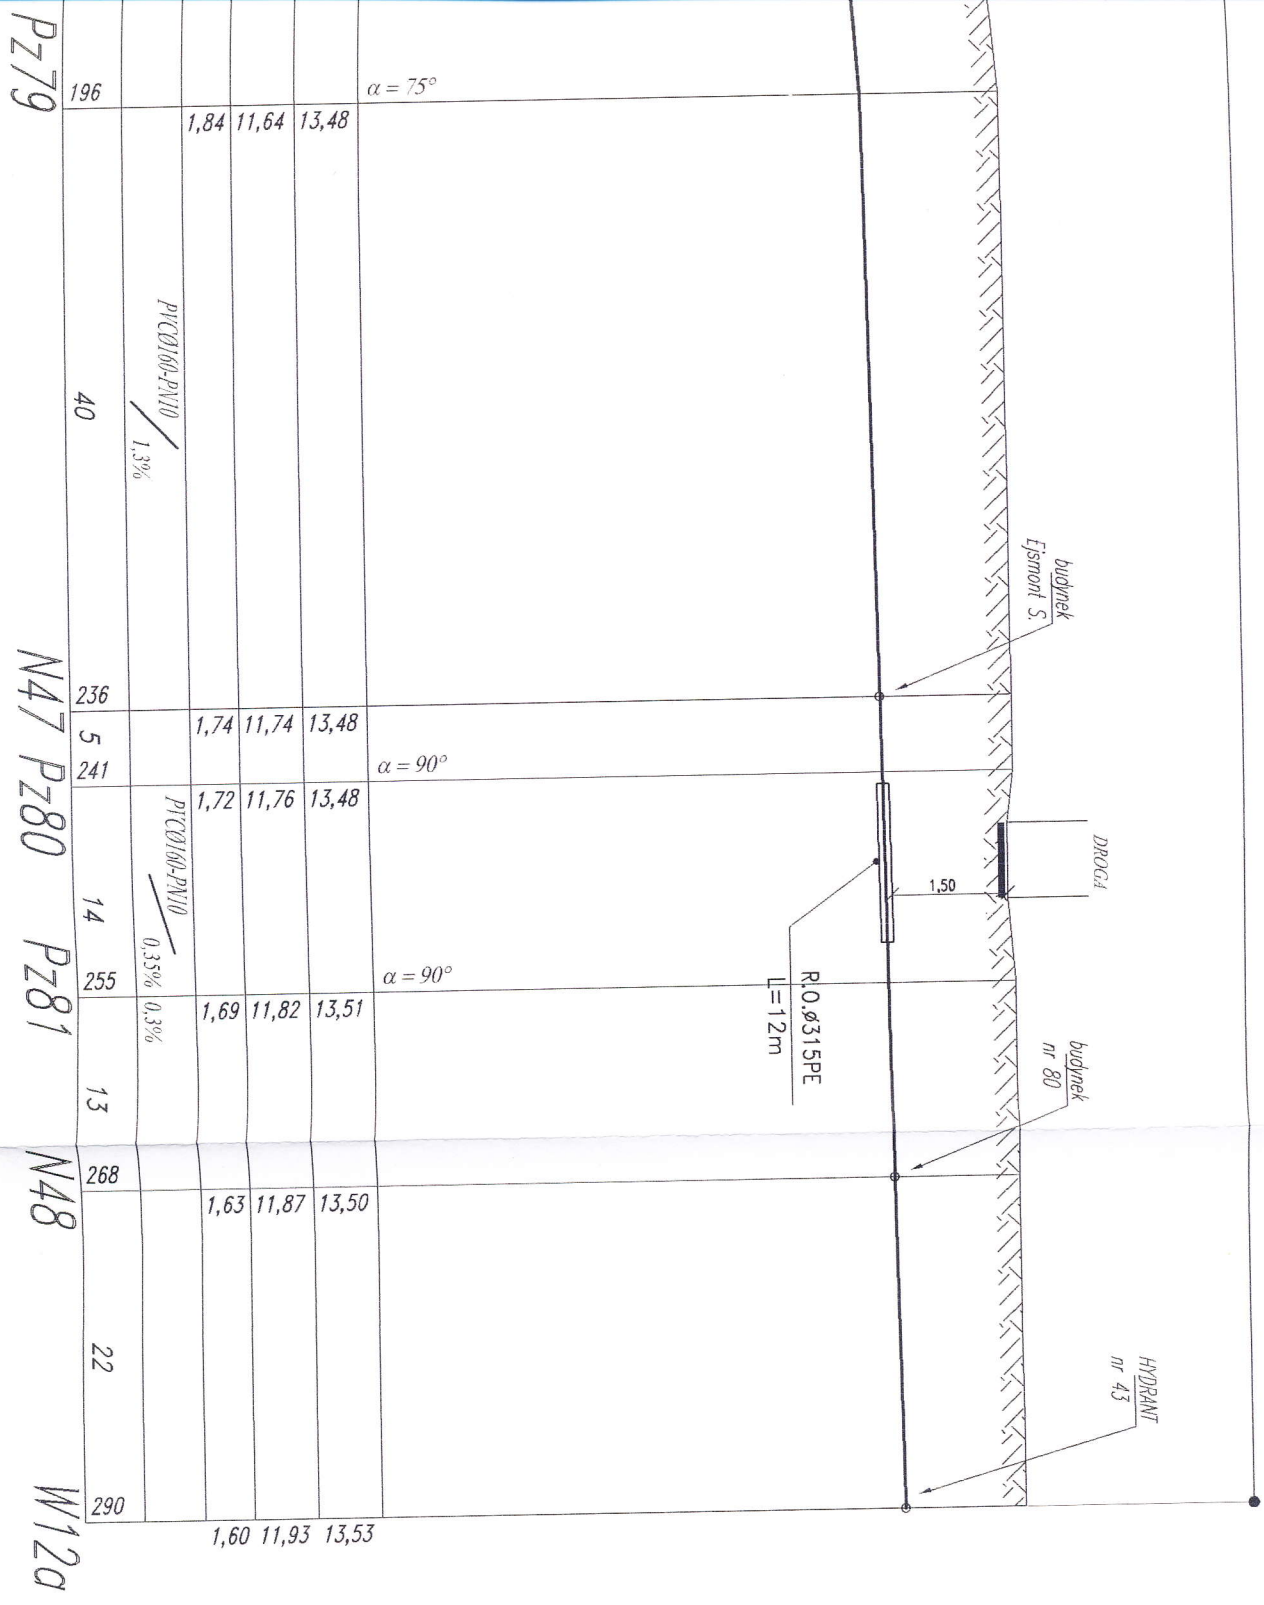 Pz79
196
α = 75°
1,84 11,64 13,48
PVCØ160-PN10
1,3%
40
budynek
Ejsmont S.
N47
236
1,74 11,74 13,48
5
Pz80
241
α = 90°
1,72 11,76 13,48
PVCØ160-PN10
0,35%
14
DROGA
1,50
R.O.ø315PE
L=12m
Pz81
255
α = 90°
1,69 11,82 13,51
0,3%
13
budynek
nr 80
N48
268
1,63 11,87 13,50
22
HYDRANT
nr 43
W12a
290
1,60 11,93 13,53